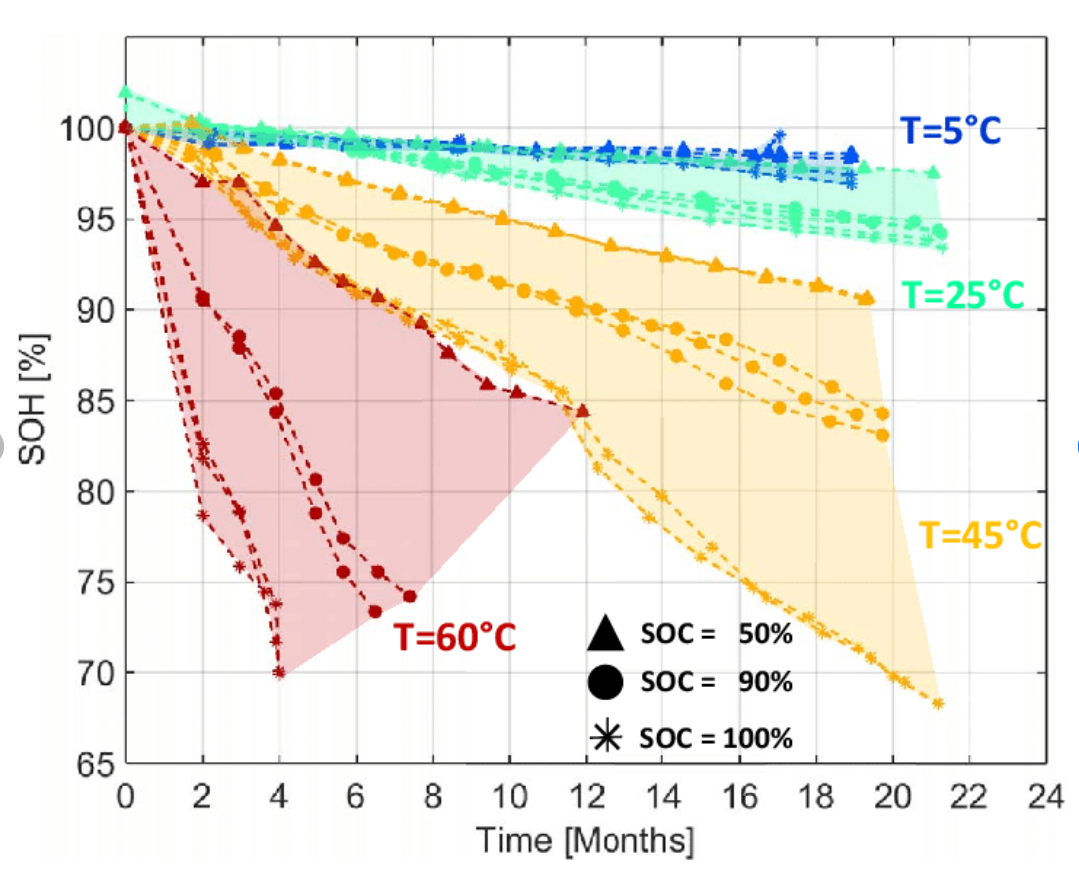 100
95
90
85
80
75
70
65
SOH [%]
0 2 4 6 8 10 12 14 16 18 20 22 24
Time [Months]
T=5°C
T=25°C
T=45°C
T=60°C
SOC = 50%
SOC = 90%
SOC = 100%